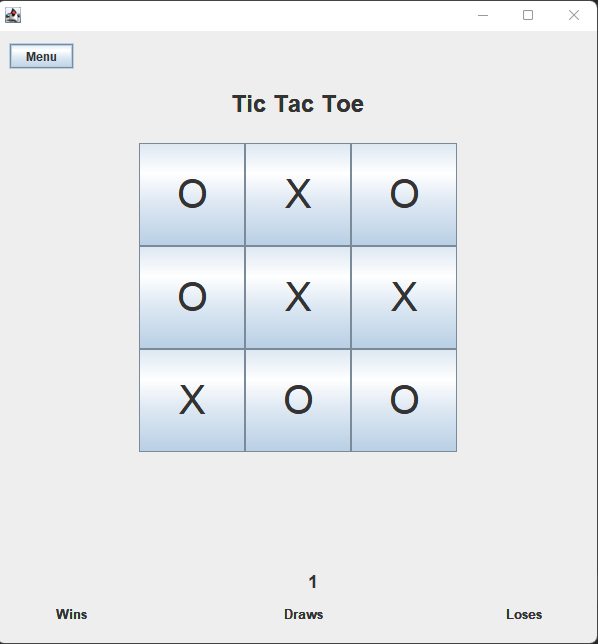 Menu
Tic Tac Toe
O X O
O X X
X O O
1
Wins Draws Loses